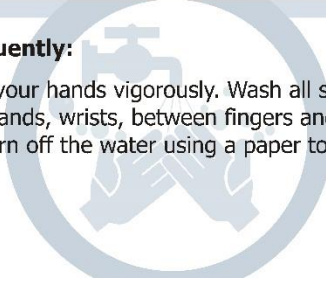 uently:
your hands vigorously. Wash all s
ands, wrists, between fingers and
rn off the water using a paper to